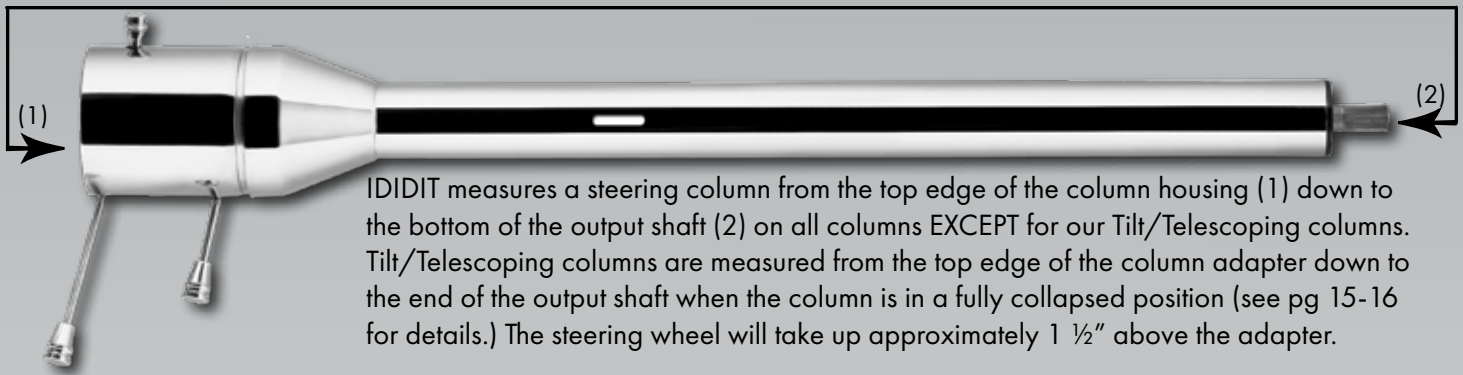 (1)
(2)
IDIDIT measures a steering column from the top edge of the column housing (1) down to
the bottom of the output shaft (2) on all columns EXCEPT for our Tilt/Telescoping columns.
Tilt/Telescoping columns are measured from the top edge of the column adapter down to
the end of the output shaft when the column is in a fully collapsed position (see pg 15-16
for details.) The steering wheel will take up approximately 1 ½” above the adapter.